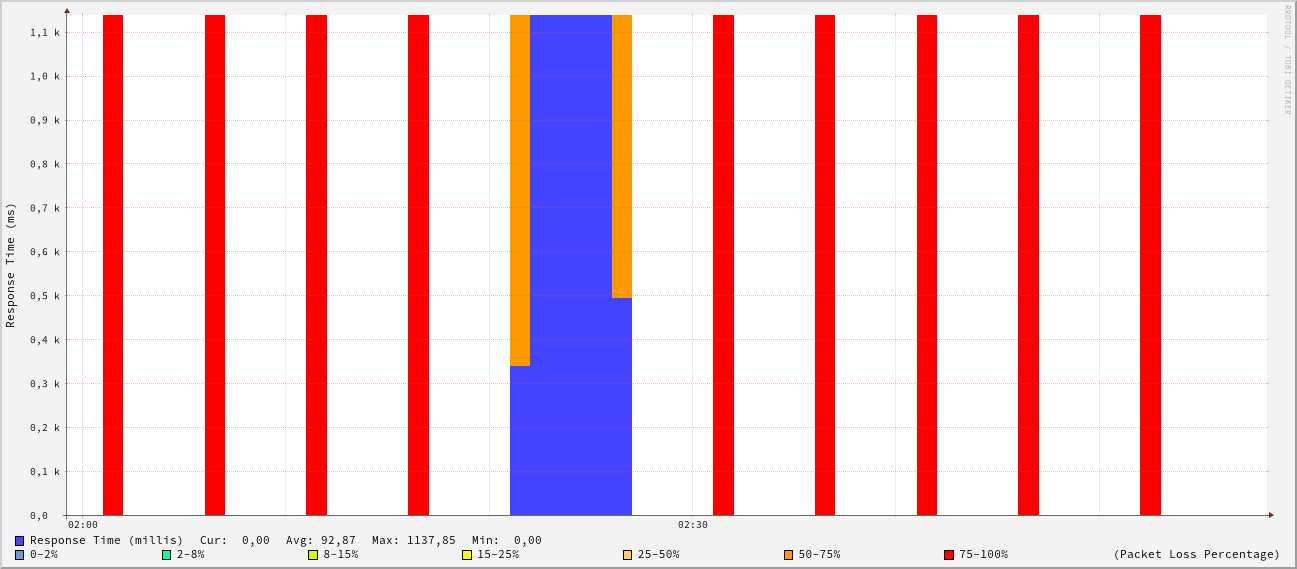 RRDTOOL / TOBI OETIKER
Response Time (ms)
1,1 k
1,0 k
0,9 k
0,8 k
0,7 k
0,6 k
0,5 k
0,4 k
0,3 k
0,2 k
0,1 k
0,0
02:00 02:30
Response Time (millis) Cur: 0,00 Avg: 92,87 Max: 1137,85 Min: 0,00
0-2% 2-8% 8-15% 15-25% 25-50% 50-75% 75-100% (Packet Loss Percentage)